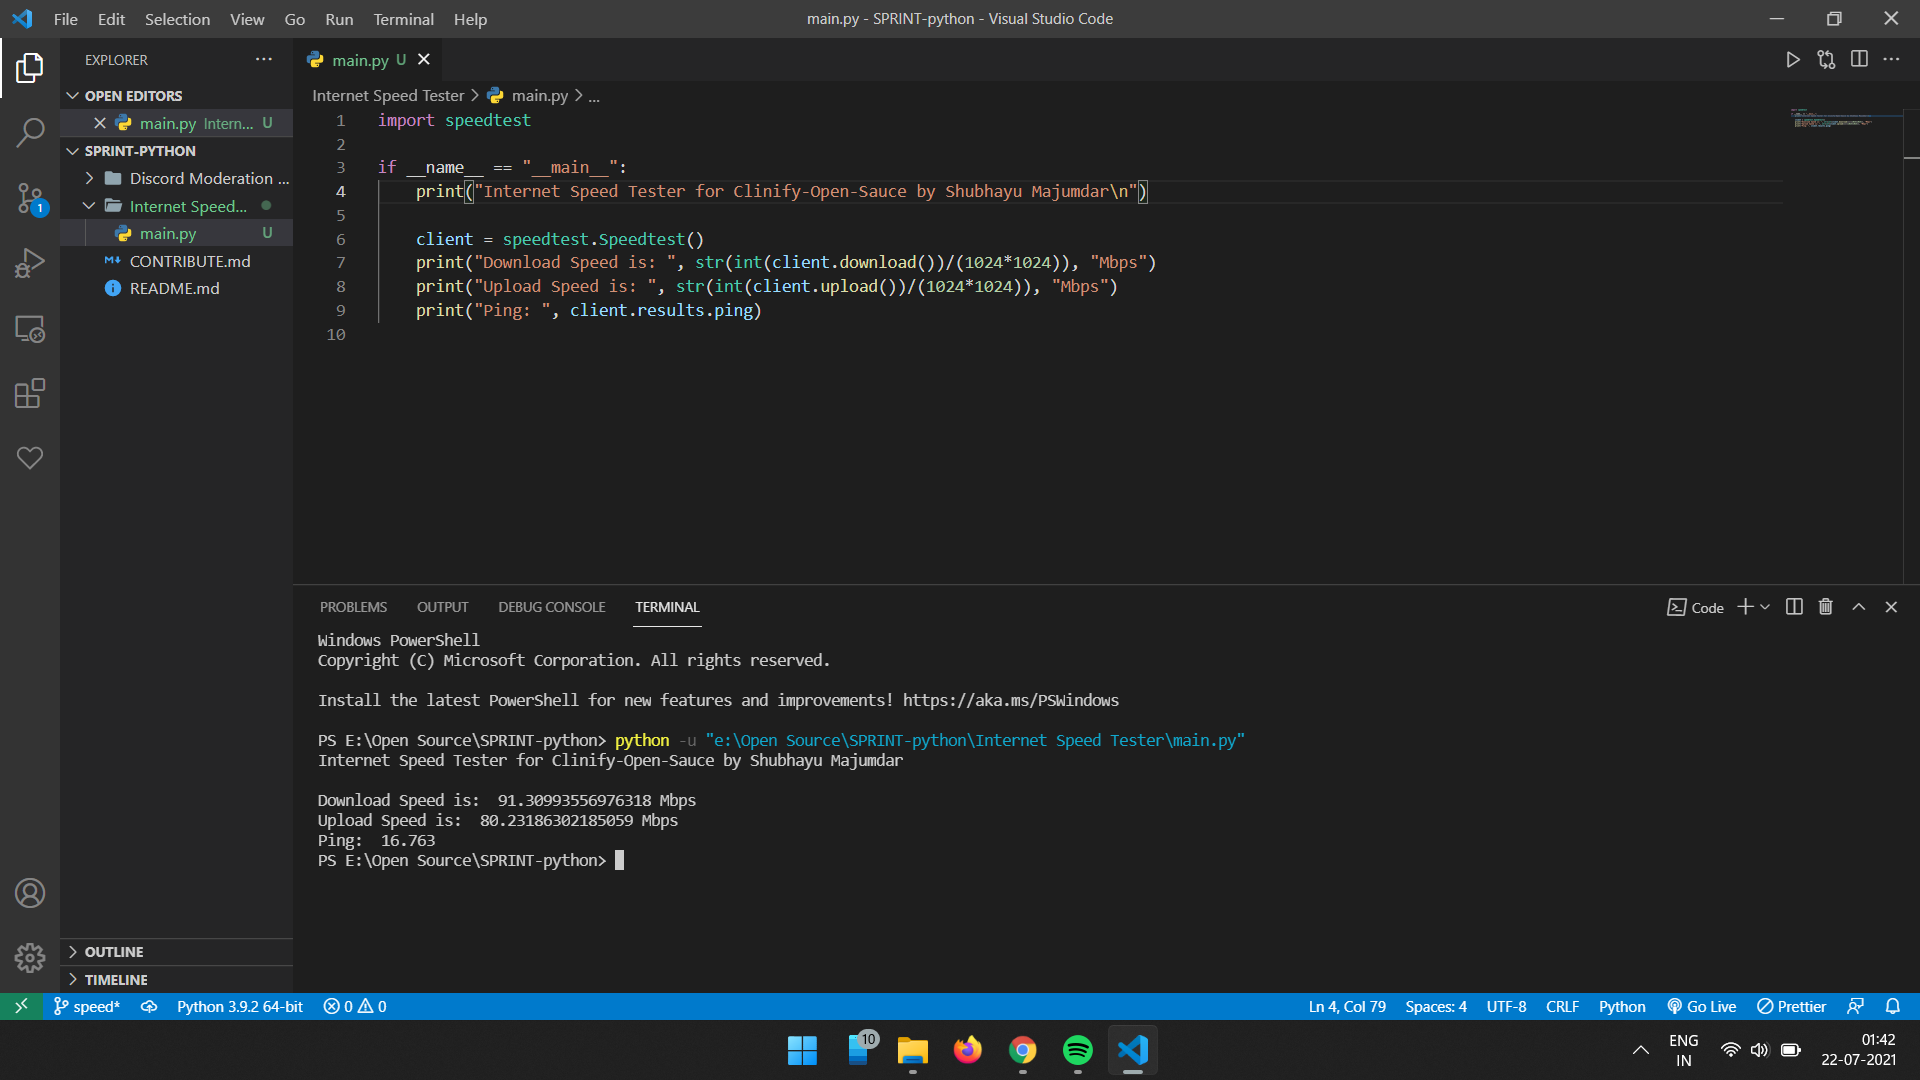 File Edit Selection View Go Run Terminal Help
main.py - SPRINT-python - Visual Studio Code
EXPLORER
OPEN EDITORS
main.py Intern... U
SPRINT-PYTHON
Discord Moderation ...
Internet Speed...
main.py U
CONTRIBUTE.md
README.md
OUTLINE
TIMELINE
1
main.py U
Internet Speed Tester > main.py > ...
1 import speedtest
2
3 if __name__ == "__main__":
4 print("Internet Speed Tester for Clinify-Open-Sauce by Shubhayu Majumdar\n")
5
6 client = speedtest.Speedtest()
7 print("Download Speed is: ", str(int(client.download())/(1024*1024)), "Mbps")
8 print("Upload Speed is: ", str(int(client.upload())/(1024*1024)), "Mbps")
9 print("Ping: ", client.results.ping)
10
PROBLEMS OUTPUT DEBUG CONSOLE TERMINAL
Code
Windows PowerShell
Copyright (C) Microsoft Corporation. All rights reserved.
Install the latest PowerShell for new features and improvements! https://aka.ms/PSWindows
PS E:\Open Source\SPRINT-python> python -u "e:\Open Source\SPRINT-python\Internet Speed Tester\main.py"
Internet Speed Tester for Clinify-Open-Sauce by Shubhayu Majumdar
Download Speed is:  91.30993556976318 Mbps
Upload Speed is:  80.23186302185059 Mbps
Ping:  16.763
PS E:\Open Source\SPRINT-python>
speed* Python 3.9.2 64-bit 0 0
Ln 4, Col 79 Spaces: 4 UTF-8 CRLF Python Go Live Prettier
10
ENG
IN
01:42
22-07-2021